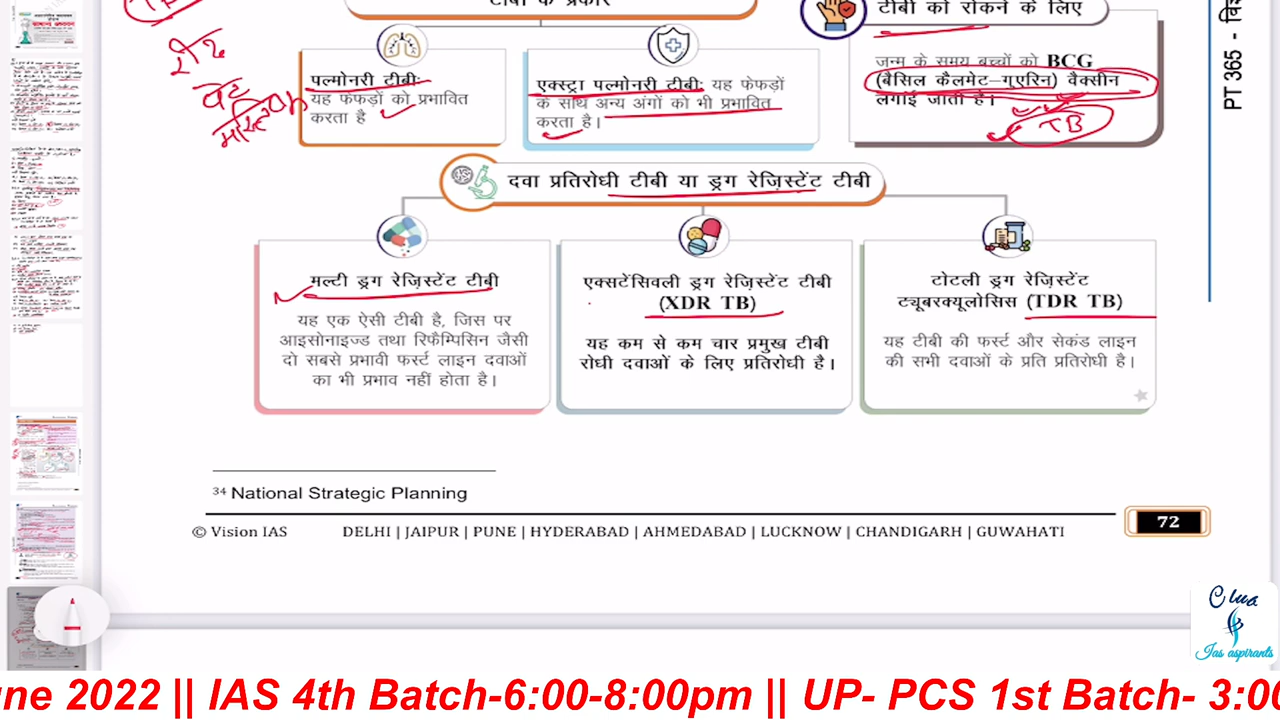 टीबी के प्रकार
टीबी को रोकने के लिए
रीढ़
मस्तिष्क
पल्मोनरी टीबी:
यह फेफड़ों को प्रभावित
करता है
एक्स्ट्रा पल्मोनरी टीबी: यह फेफड़ों
के साथ अन्य अंगों को भी प्रभावित
करता है।
जन्म के समय बच्चों को BCG
(बैसिल कैलमेट-गूएरिन) वैक्सीन
लगाई जाती है।
TB
PT 365 -
दवा प्रतिरोधी टीबी या ड्रग रेज़िस्टेंट टीबी
मल्टी ड्रग रेज़िस्टेंट टीबी
यह एक ऐसी टीबी है, जिस पर
आइसोनाइज्ड तथा रिफैम्पिसिन जैसी
दो सबसे प्रभावी फर्स्ट लाइन दवाओं
का भी प्रभाव नहीं होता है।
एक्सटेंसिवली ड्रग रेज़िस्टेंट टीबी
(XDR TB)
यह कम से कम चार प्रमुख टीबी
रोधी दवाओं के लिए प्रतिरोधी है।
टोटली ड्रग रेज़िस्टेंट
ट्यूबरक्यूलोसिस (TDR TB)
यह टीबी की फर्स्ट और सेकंड लाइन
की सभी दवाओं के प्रति प्रतिरोधी है।
34 National Strategic Planning
72
© Vision IAS DELHI | JAIPUR | PUNE | HYDERABAD | AHMEDABAD | LUCKNOW | CHANDIGARH | GUWAHATI
Clue
Ias aspirants
une 2022 || IAS 4th Batch-6:00-8:00pm || UP- PCS 1st Batch- 3:00